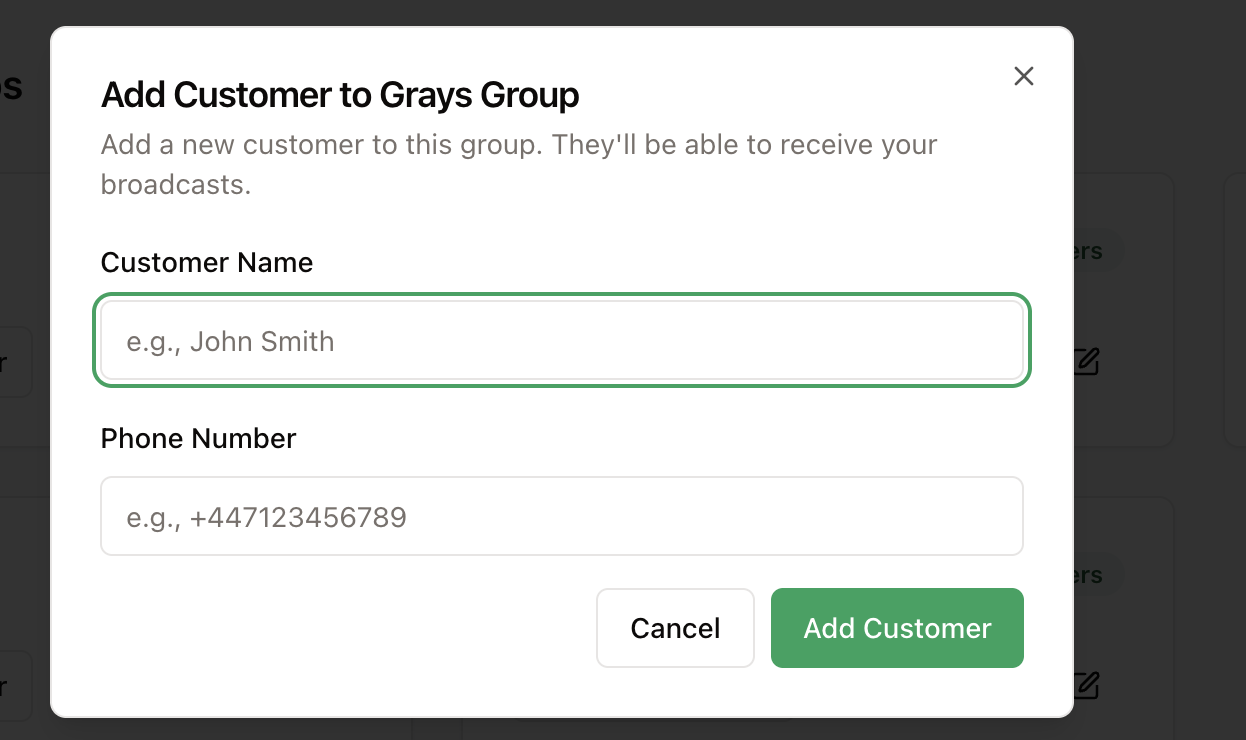 Add Customer to Grays Group
Add a new customer to this group. They'll be able to receive your
broadcasts.
Customer Name
e.g., John Smith
Phone Number
e.g., +447123456789
Cancel
Add Customer